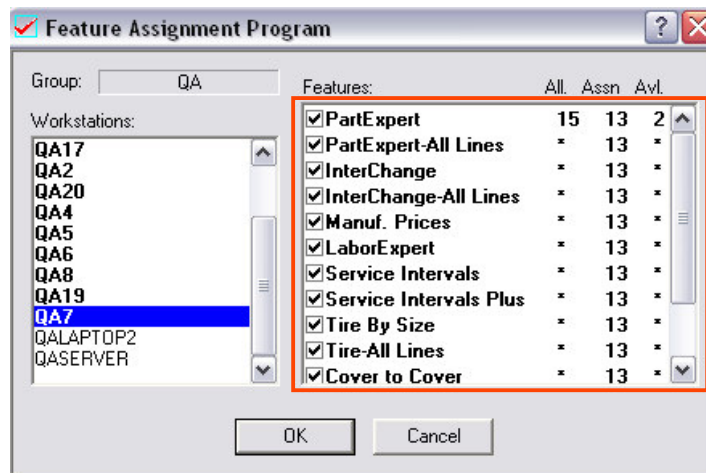 Feature Assignment Program
Group: QA
Workstations:
QA17
QA2
QA20
QA4
QA5
QA6
QA8
QA19
QA7
QALAPTOP2
QASERVER
Features: All. Assn Avl.
PartExpert 15 13 2
PartExpert-All Lines * 13 *
InterChange * 13 *
InterChange-All Lines * 13 *
Manuf. Prices * 13 *
LaborExpert * 13 *
Service Intervals * 13 *
Service Intervals Plus * 13 *
Tire By Size * 13 *
Tire-All Lines * 13 *
Cover to Cover * 13 *
OK Cancel